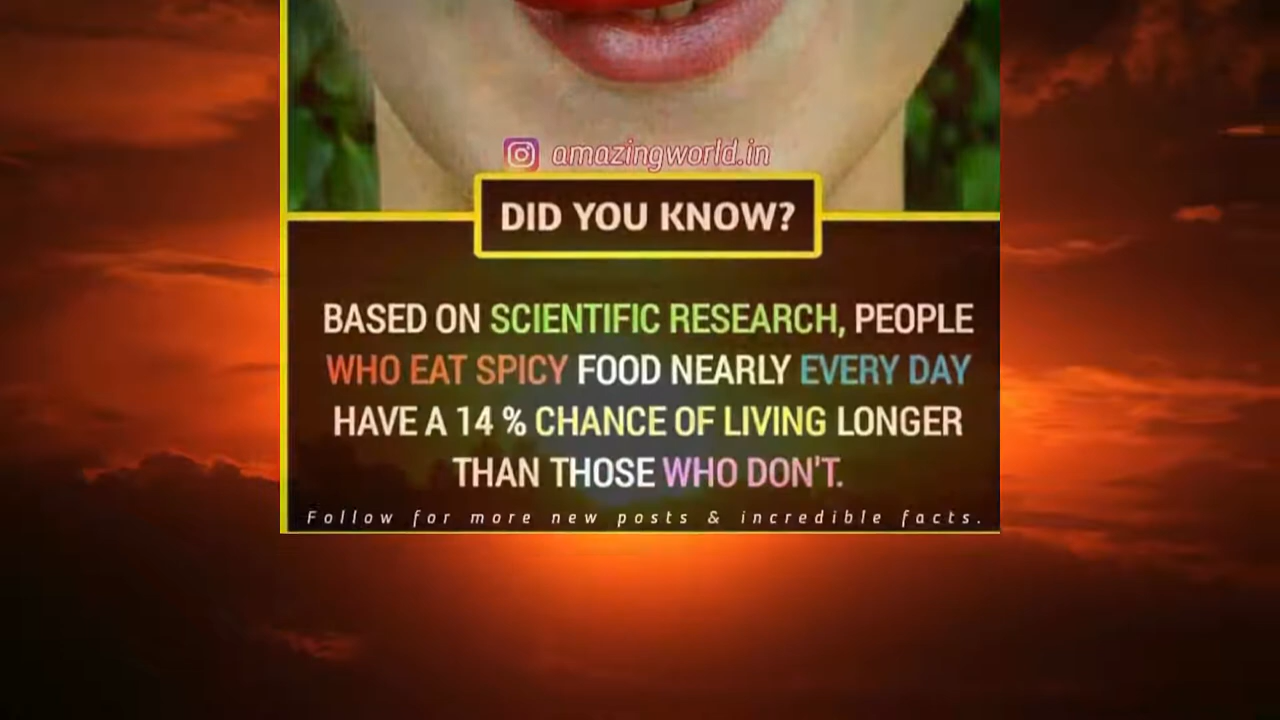 amazingworld.in
DID YOU KNOW?
BASED ON SCIENTIFIC RESEARCH, PEOPLE
WHO EAT SPICY FOOD NEARLY EVERY DAY
HAVE A 14 % CHANCE OF LIVING LONGER
THAN THOSE WHO DON'T.
Follow for more new posts & incredible facts.